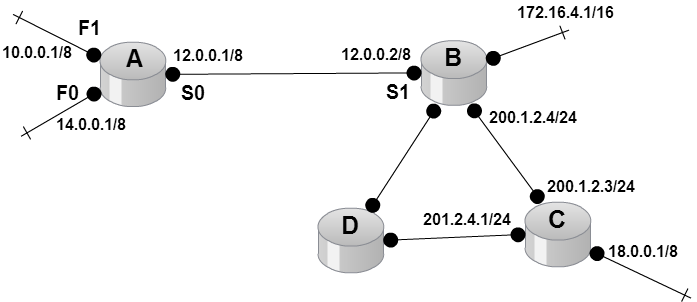 172.16.4.1/16
F1
10.0.0.1/8
A
12.0.0.1/8
12.0.0.2/8
B
F0
S0
S1
14.0.0.1/8
200.1.2.4/24
200.1.2.3/24
D
201.2.4.1/24
C
18.0.0.1/8